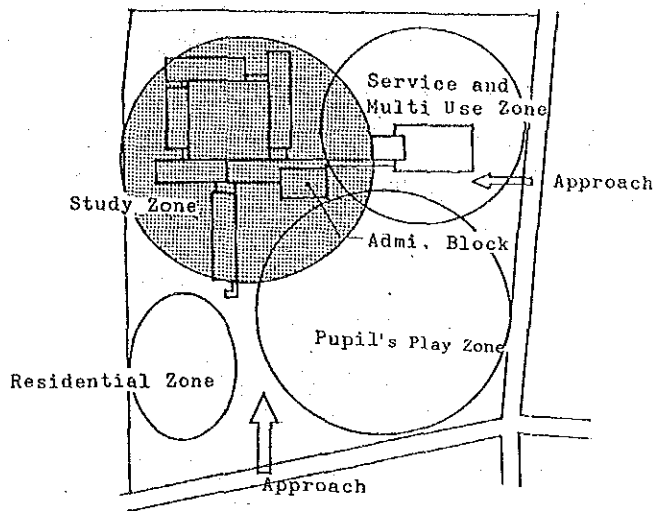 Service and
Multi Use Zone
Approach
Study Zone
Admi. Block
Pupil's Play Zone
Residential Zone
Approach